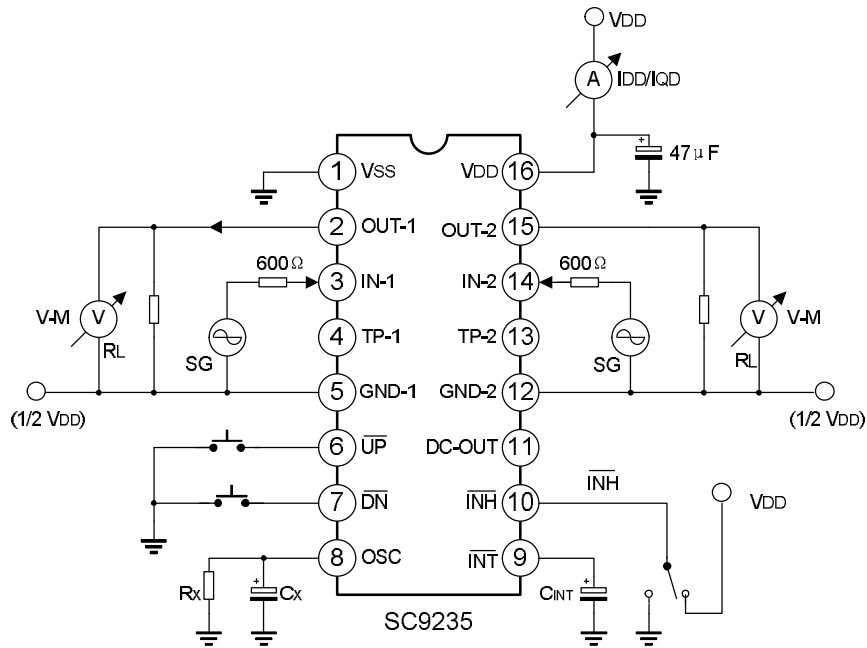 VDD
A IDD/IQD
47μF
1 VSS VDD 16
2 OUT-1 OUT-2 15
600Ω 3 IN-1 IN-2 14 600Ω
V-M V RL SG 4 TP-1 TP-2 13 SG V RL V-M
(1/2 VDD) 5 GND-1 GND-2 12 (1/2 VDD)
6 UP DC-OUT 11
7 DN INH 10 INH VDD
RX CX 8 OSC INT 9 CINT
SC9235